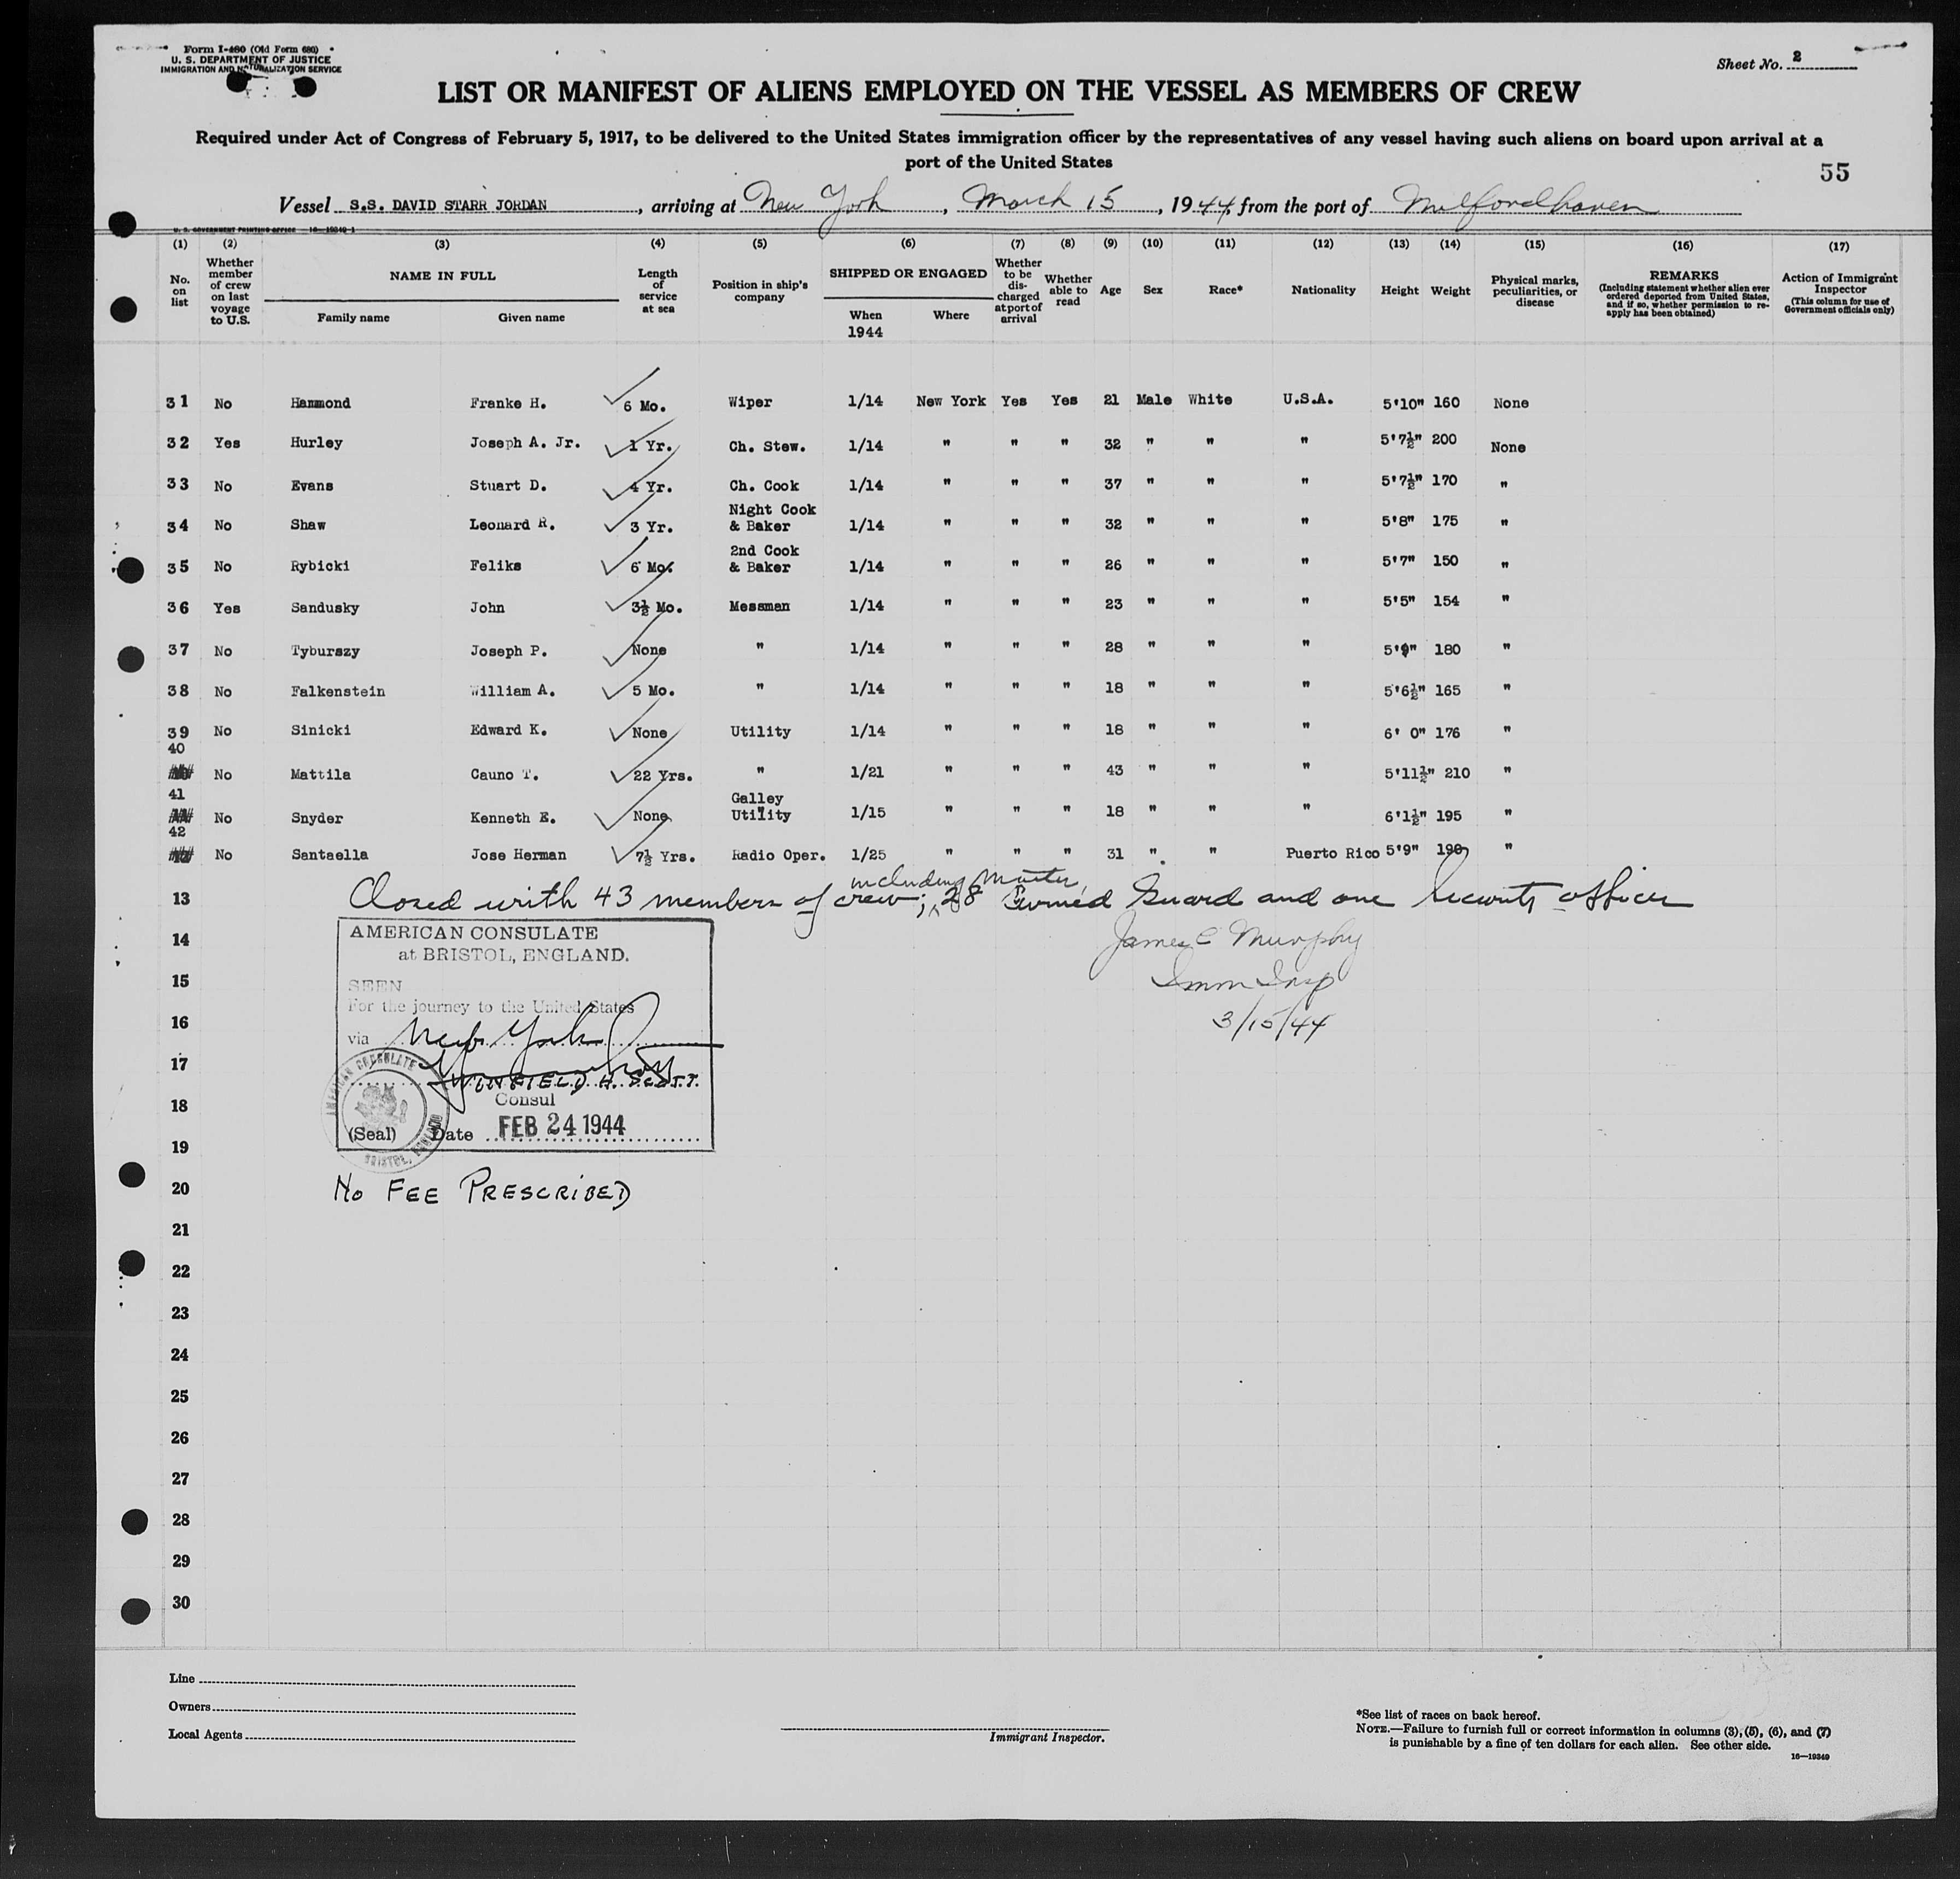 Form I-480 (Old Form 680)
U. S. DEPARTMENT OF JUSTICE
IMMIGRATION AND NATURALIZATION SERVICE
Sheet No. 2
LIST OR MANIFEST OF ALIENS EMPLOYED ON THE VESSEL AS MEMBERS OF CREW
Required under Act of Congress of February 5, 1917, to be delivered to the United States immigration officer by the representatives of any vessel having such aliens on board upon arrival at a
port of the United States
55
Vessel S.S. DAVID STARR JORDAN, arriving at New York, March 15, 1944, from the port of Milfordhaven
U. S. GOVERNMENT PRINTING OFFICE 16—19349-1
(1) (2) (3) (4) (5) (6) (7) (8) (9) (10) (11) (12) (13) (14) (15) (16) (17)
No. on list
Whether member of crew on last voyage to U.S.
NAME IN FULL
Family name
Given name
Length of service at sea
Position in ship's company
SHIPPED OR ENGAGED
When
1944
Where
Whether to be discharged at port of arrival
Whether able to read
Age
Sex
Race*
Nationality
Height
Weight
Physical marks, peculiarities, or disease
REMARKS
(Including statement whether alien ever ordered deported from United States, and if so, whether permission to reapply has been obtained)
Action of Immigrant Inspector
(This column for use of Government officials only)
31 No Hammond Franke H. 6 Mo. Wiper 1/14 New York Yes Yes 21 Male White U.S.A. 5'10" 160 None
32 Yes Hurley Joseph A. Jr. 1 Yr. Ch. Stew. 1/14 " " " 32 " " " 5'7½" 200 None
33 No Evans Stuart D. 4 Yr. Ch. Cook 1/14 " " " 37 " " " 5'7½" 170 "
34 No Shaw Leonard R. 3 Yr. Night Cook & Baker 1/14 " " " 32 " " " 5'8" 175 "
35 No Rybicki Feliks 6 Mo. 2nd Cook & Baker 1/14 " " " 26 " " " 5'7" 150 "
36 Yes Sandusky John 3½ Mo. Messman 1/14 " " " 23 " " " 5'5" 154 "
37 No Tyburszy Joseph P. None " 1/14 " " " 28 " " " 5'9" 180 "
38 No Falkenstein William A. 5 Mo. " 1/14 " " " 18 " " " 5'6½" 165 "
39 No Sinicki Edward K. None Utility 1/14 " " " 18 " " " 6' 0" 176 "
40 No Mattila Cauno T. 22 Yrs. " 1/21 " " " 43 " " " 5'11½" 210 "
41 No Snyder Kenneth E. None Galley Utility 1/15 " " " 18 " " " 6'1½" 195 "
42 No Santaella Jose Herman 7½ Yrs. Radio Oper. 1/25 " " " 31 " " Puerto Rico 5'9" 190 "
including Master,
13 Closed with 43 members of crew; 28 Armed Guard and one Security officer
James C Murphy
Imm Insp
3/15/44
AMERICAN CONSULATE
at BRISTOL, ENGLAND.
SEEN
For the journey to the United States
via New York
WINFIELD H. SCOTT.
Consul
(Seal) Date FEB 24 1944
AMERICAN CONSULATE
BRISTOL, ENGLAND
No FEE PRESCRIBED
14
15
16
17
18
19
20
21
22
23
24
25
26
27
28
29
30
Line
Owners
Local Agents
Immigrant Inspector.
*See list of races on back hereof.
NOTE.—Failure to furnish full or correct information in columns (3), (5), (6), and (7)
is punishable by a fine of ten dollars for each alien. See other side.
16—19349